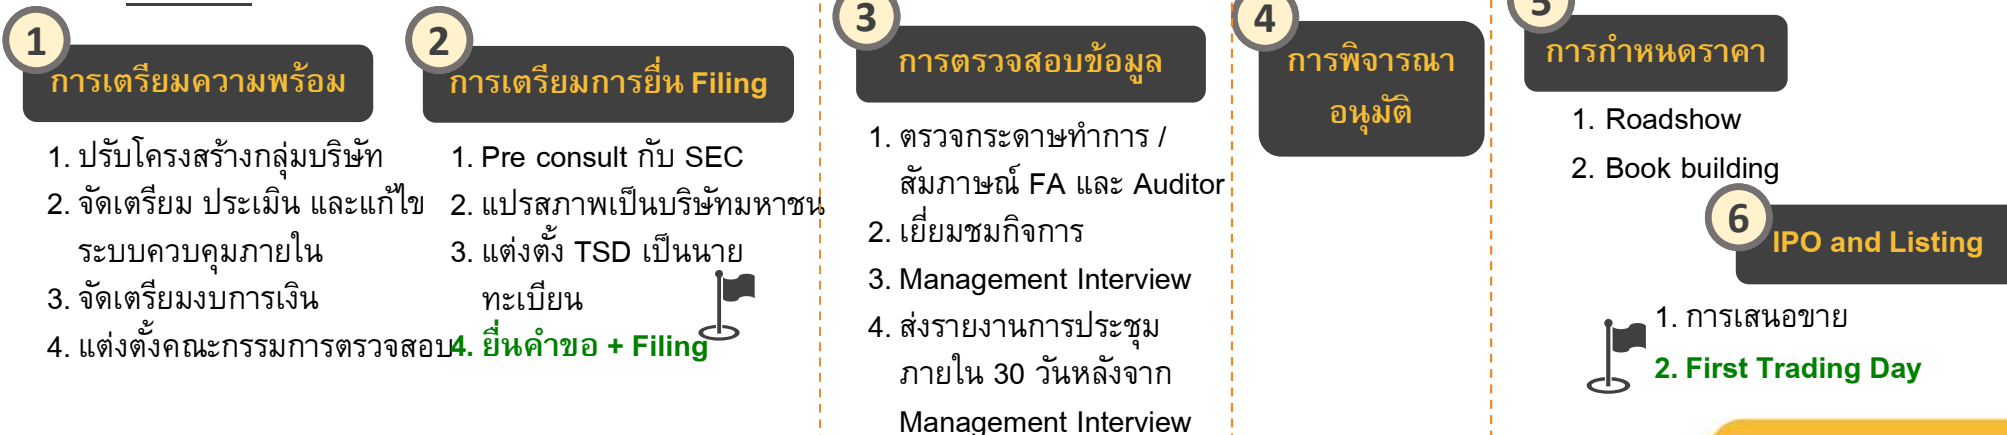 1
การเตรียมความพร้อม
1. ปรับโครงสร้างกลุ่มบริษัท
2. จัดเตรียม ประเมิน และแก้ไข
ระบบควบคุมภายใน
3. จัดเตรียมงบการเงิน
4. แต่งตั้งคณะกรรมการตรวจสอบ
2
การเตรียมการยื่น Filing
1. Pre consult กับ SEC
2. แปรสภาพเป็นบริษัทมหาชน
3. แต่งตั้ง TSD เป็นนาย
ทะเบียน
4. ยื่นคำขอ + Filing
3
การตรวจสอบข้อมูล
1. ตรวจกระดาษทำการ /
สัมภาษณ์ FA และ Auditor
2. เยี่ยมชมกิจการ
3. Management Interview
4. ส่งรายงานการประชุม
ภายใน 30 วันหลังจาก
Management Interview
4
การพิจารณา
อนุมัติ
5
การกำหนดราคา
1. Roadshow
2. Book building
6
IPO and Listing
1. การเสนอขาย
2. First Trading Day